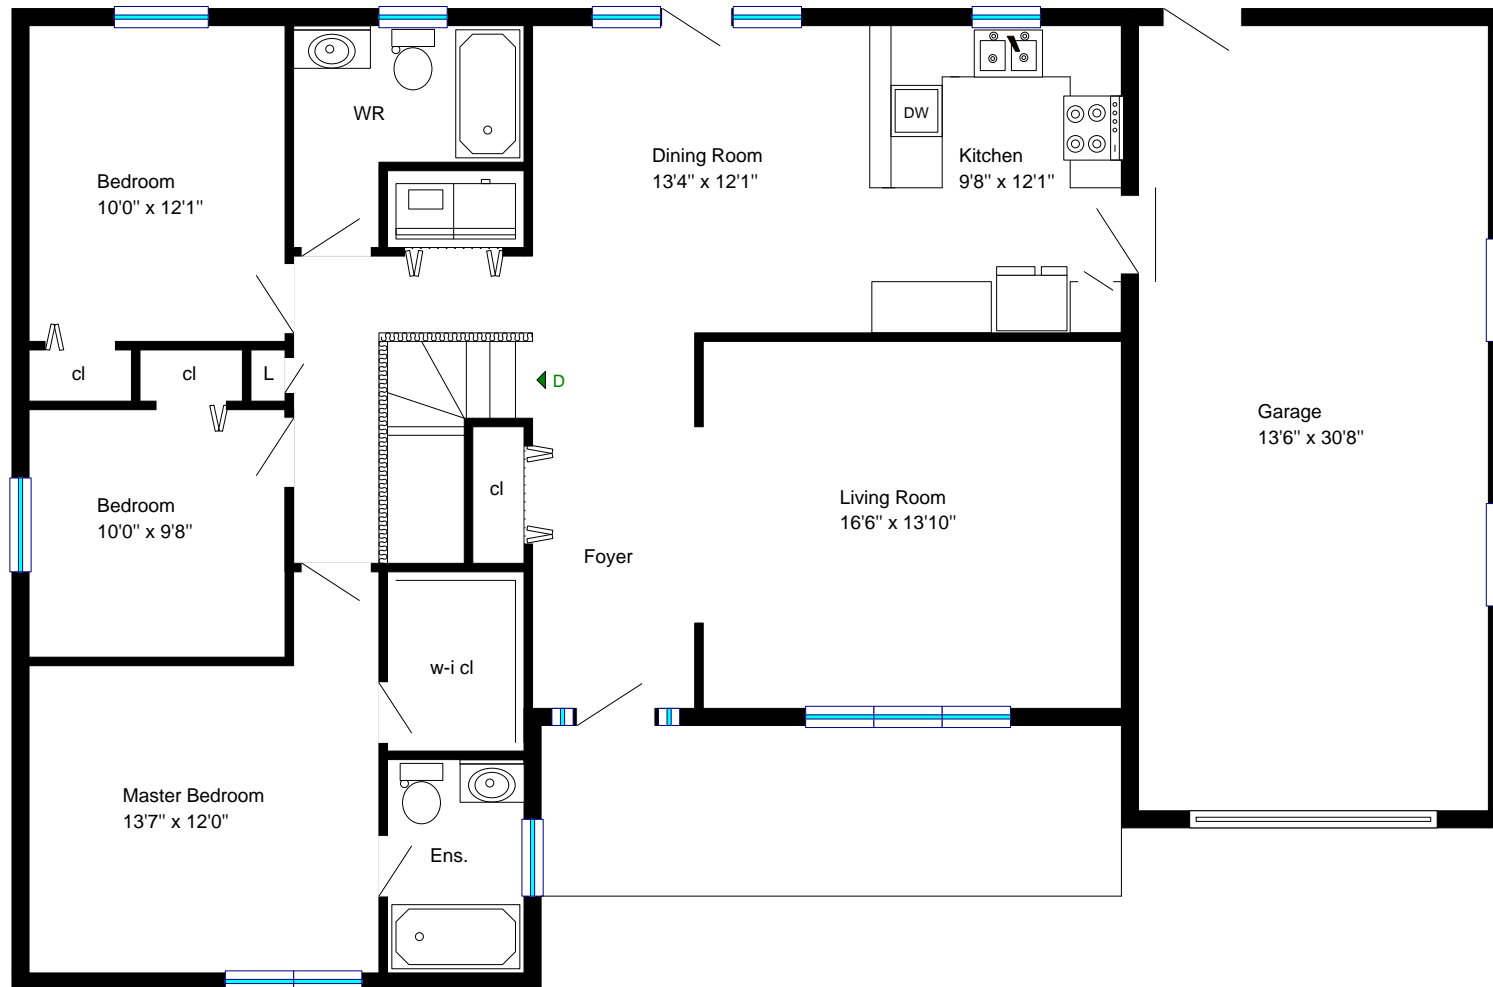 WR
DW
Dining Room
13'4" x 12'1"
Kitchen
9'8" x 12'1"
Bedroom
10'0" x 12'1"
cl
cl
L
D
Garage
13'6" x 30'8"
cl
Living Room
16'6" x 13'10"
Bedroom
10'0" x 9'8"
Foyer
w-i cl
Master Bedroom
13'7" x 12'0"
Ens.